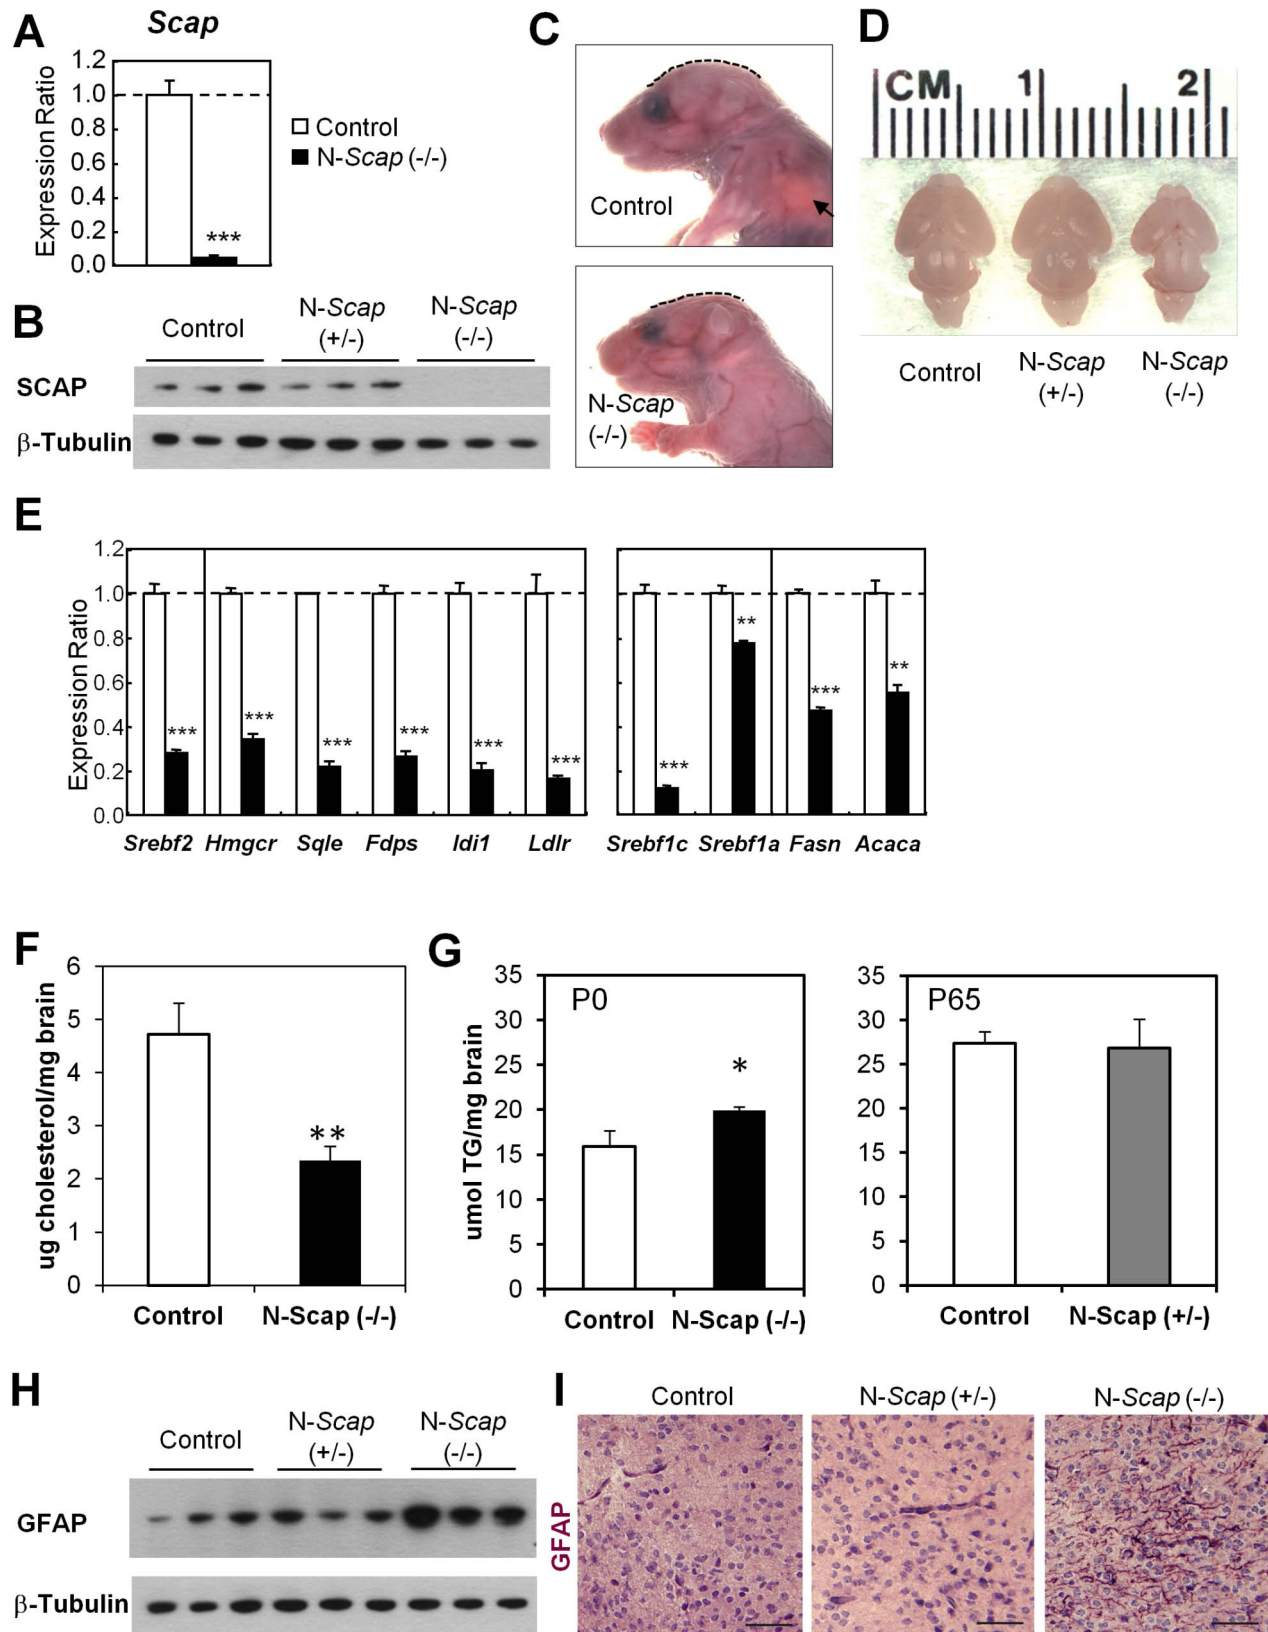 A
Scap
Expression Ratio
1.2
1.0
0.8
0.6
0.4
0.2
0.0
***
Control
N-Scap (-/-)
B
Control
N-Scap
(+/-)
N-Scap
(-/-)
SCAP
β-Tubulin
C
Control
N-Scap
(-/-)
D
CM 1 2
Control
N-Scap
(+/-)
N-Scap
(-/-)
E
Expression Ratio
1.2
1.0
0.8
0.6
0.4
0.2
0.0
*** *** *** *** *** ***
*** ** *** **
Srebf2 Hmgcr Sqle Fdps Idi1 Ldlr
Srebf1c Srebf1a Fasn Acaca
F
ug cholesterol/mg brain
6
5
4
3
2
1
0
**
Control N-Scap (-/-)
G
umol TG/mg brain
35
30
25
20
15
10
5
0
P0
*
Control N-Scap (-/-)
35
30
25
20
15
10
5
0
P65
Control N-Scap (+/-)
H
Control
N-Scap
(+/-)
N-Scap
(-/-)
GFAP
β-Tubulin
I
Control
N-Scap (+/-)
N-Scap (-/-)
GFAP